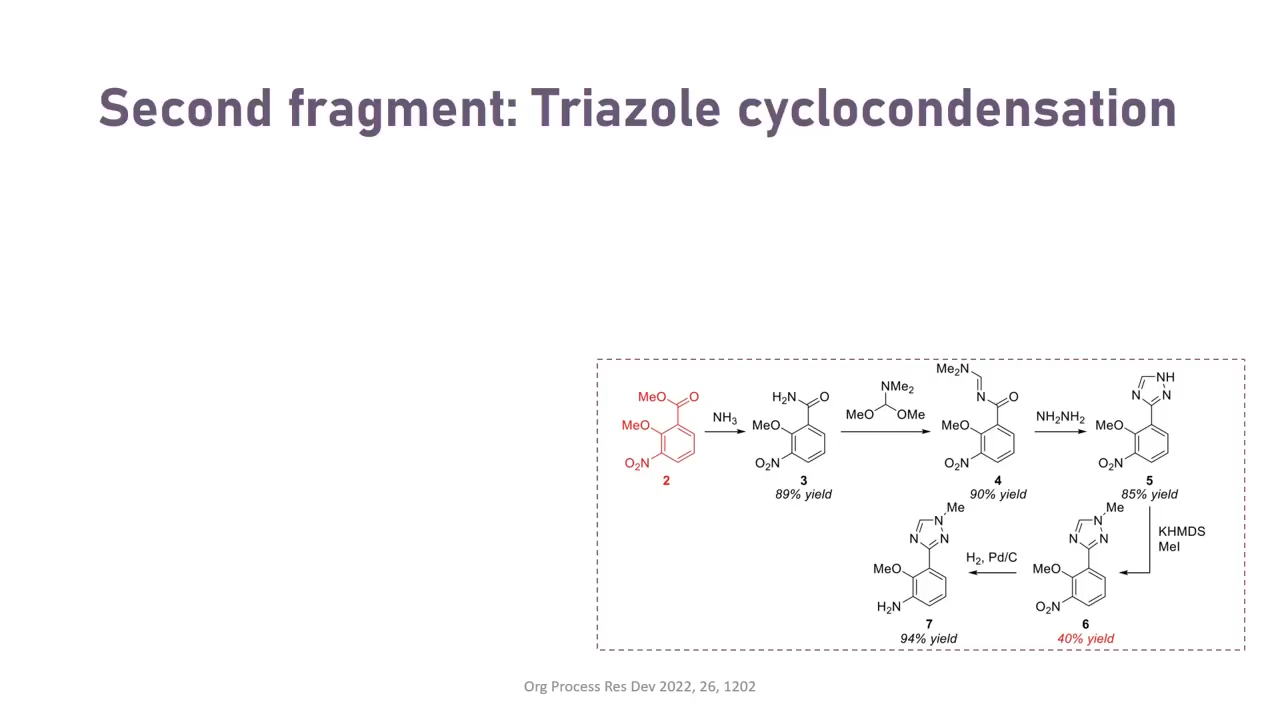 Second fragment: Triazole cyclocondensation
MeO O
MeO
O₂N
2
NH₃
H₂N O
MeO
O₂N
3
89% yield
NMe₂
MeO OMe
Me₂N
N O
MeO
O₂N
4
90% yield
NH₂NH₂
NH
N N
MeO
O₂N
5
85% yield
KHMDS
MeI
Me
N
N N
MeO
O₂N
6
40% yield
H₂, Pd/C
Me
N
N N
MeO
H₂N
7
94% yield
Org Process Res Dev 2022, 26, 1202